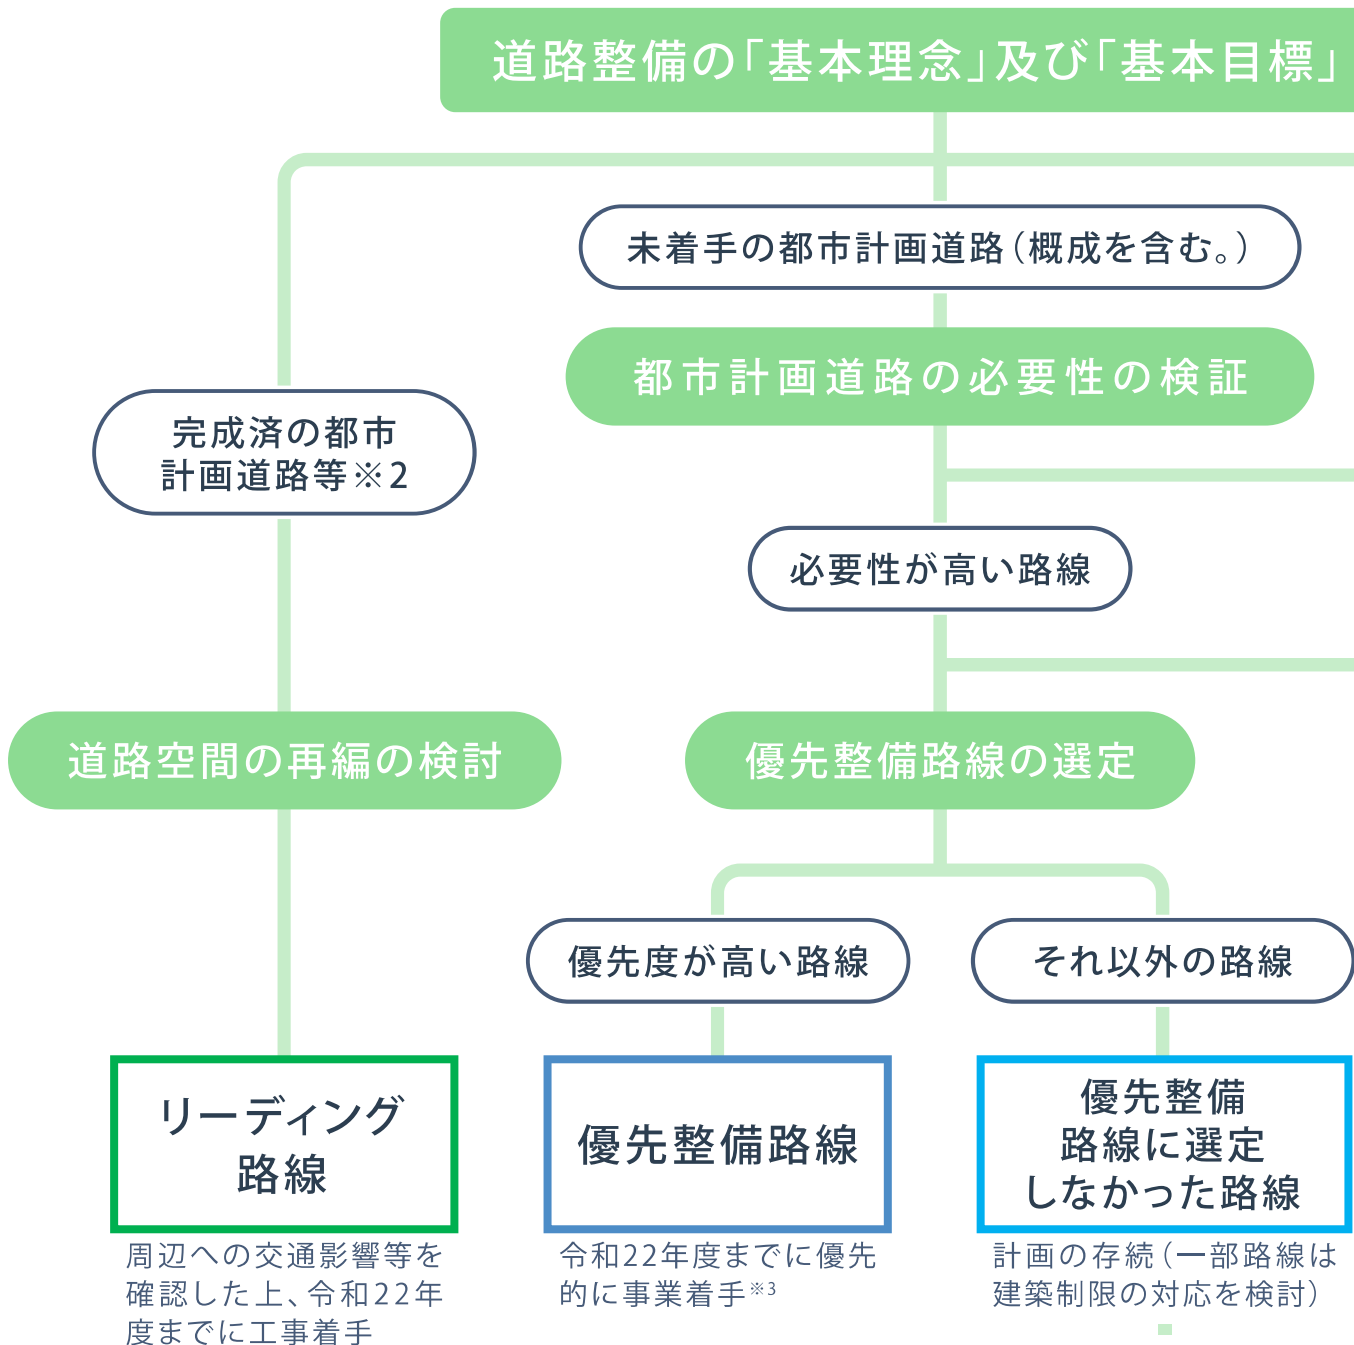 道路整備の「基本理念」及び「基本目標」
未着手の都市計画道路（概成を含む。）
都市計画道路の必要性の検証
完成済の都市
計画道路等※2
必要性が高い路線
道路空間の再編の検討
優先整備路線の選定
優先度が高い路線
それ以外の路線
リーディング
路線
優先整備路線
優先整備
路線に選定
しなかった路線
周辺への交通影響等を
確認した上、令和22年
度までに工事着手
令和22年度までに優先
的に事業着手※3
計画の存続（一部路線は
建築制限の対応を検討）